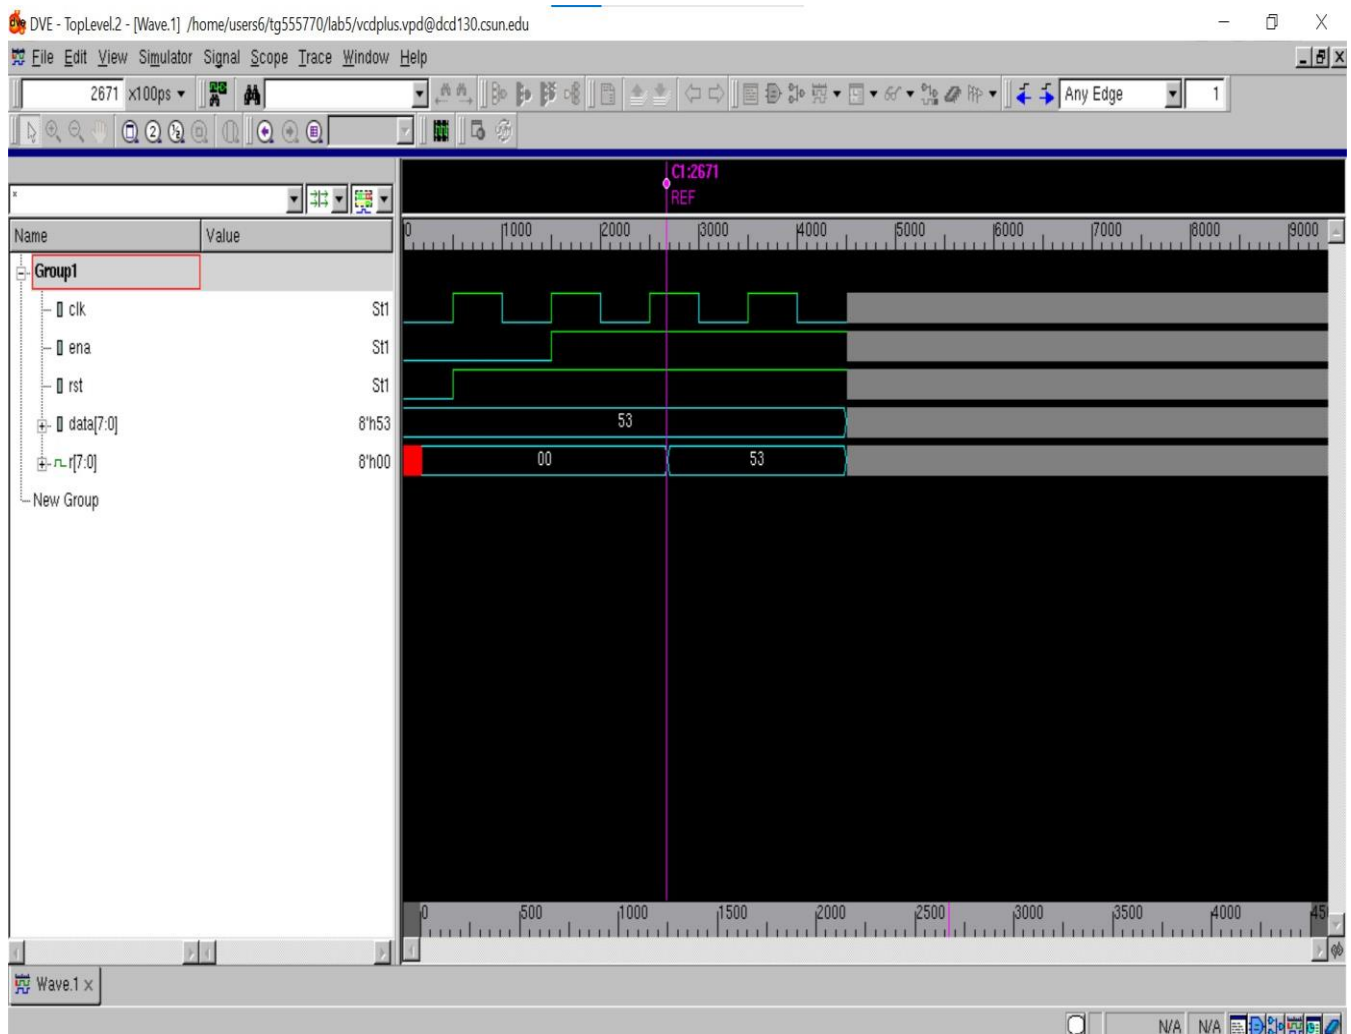 DVE - TopLevel.2 - [Wave.1] /home/users6/tg555770/lab5/vcdplus.vpd@dcd130.csun.edu
File Edit View Simulator Signal Scope Trace Window Help
2671 x100ps Any Edge 1
C1:2671
REF
*
Name Value
0 1000 2000 3000 4000 5000 6000 7000 8000 9000
Group1
clk St1
ena St1
rst St1
data[7:0] 8'h53 53
r[7:0] 8'h00 00 53
New Group
0 500 1000 1500 2000 2500 3000 3500 4000 45
Wave.1
N/A N/A